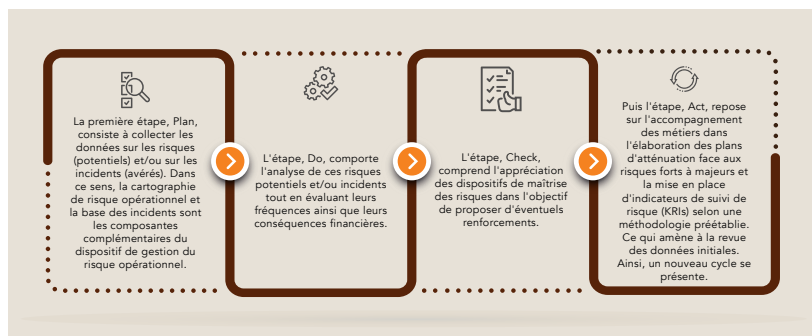 La première étape, Plan,
consiste à collecter les
données sur les risques
(potentiels) et/ou sur les
incidents (avérés). Dans
ce sens, la cartographie
de risque opérationnel et
la base des incidents sont
les composantes
complémentaires du
dispositif de gestion du
risque opérationnel.
L'étape, Do, comporte
l'analyse de ces risques
potentiels et/ou incidents
tout en évaluant leurs
fréquences ainsi que leurs
conséquences financières.
L'étape, Check,
comprend l'appréciation
des dispositifs de maîtrise
des risques dans l'objectif
de proposer d'éventuels
renforcements.
Puis l'étape, Act, repose
sur l'accompagnement
des métiers dans
l'élaboration des plans
d'atténuation face aux
risques forts à majeurs et
la mise en place
d'indicateurs de suivi de
risque (KRIs) selon une
méthodologie préétablie.
Ce qui amène à la revue
des données initiales.
Ainsi, un nouveau cycle se
présente.